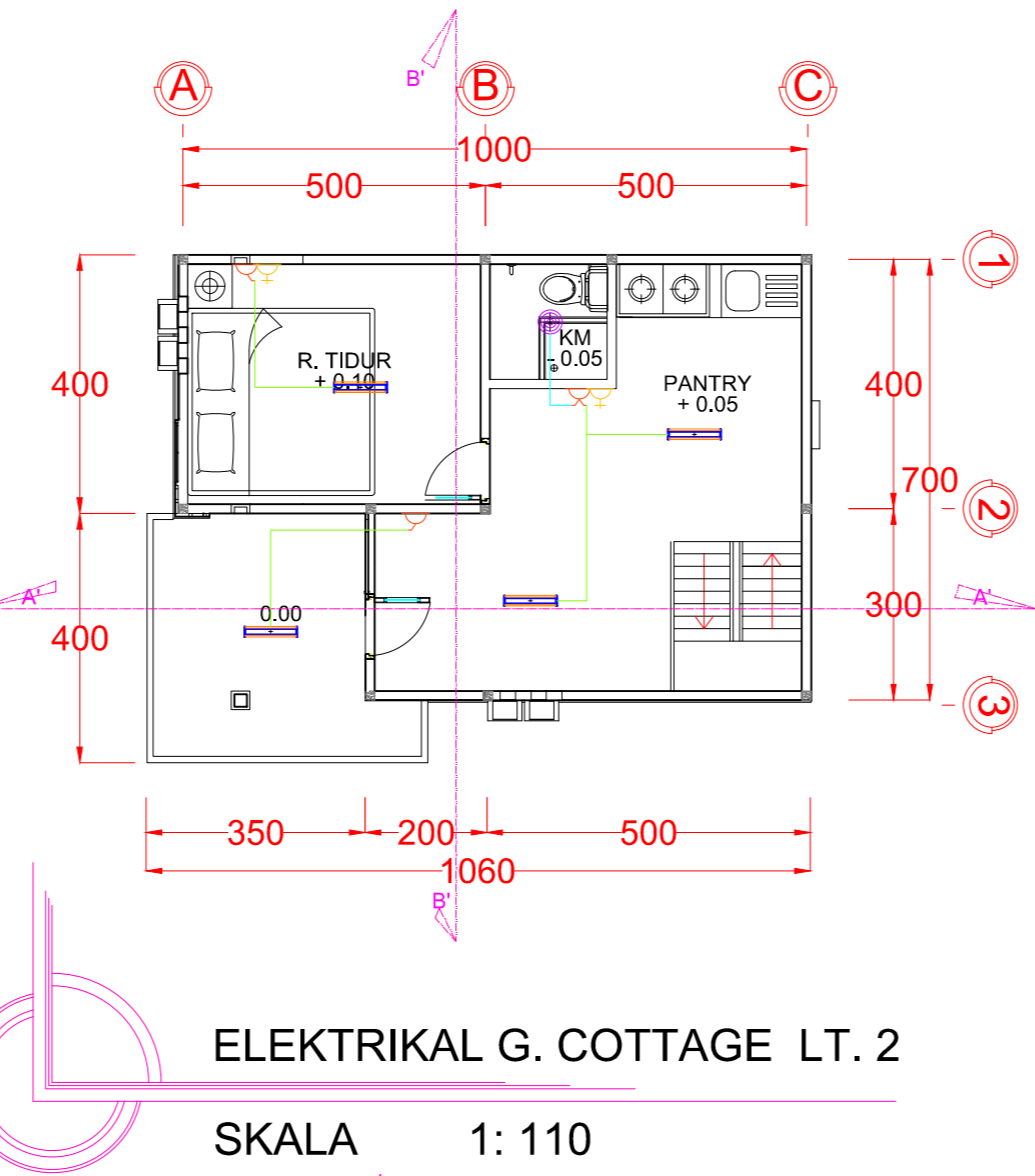 B'
A
B
C
1000
500
500
1
R. TIDUR
+ 0.10
KM
- 0.05
PANTRY
+ 0.05
400
400
700
2
A'
0.00
300
A'
400
3
350
200
500
1060
B'
ELEKTRIKAL G. COTTAGE LT. 2
SKALA 1: 110